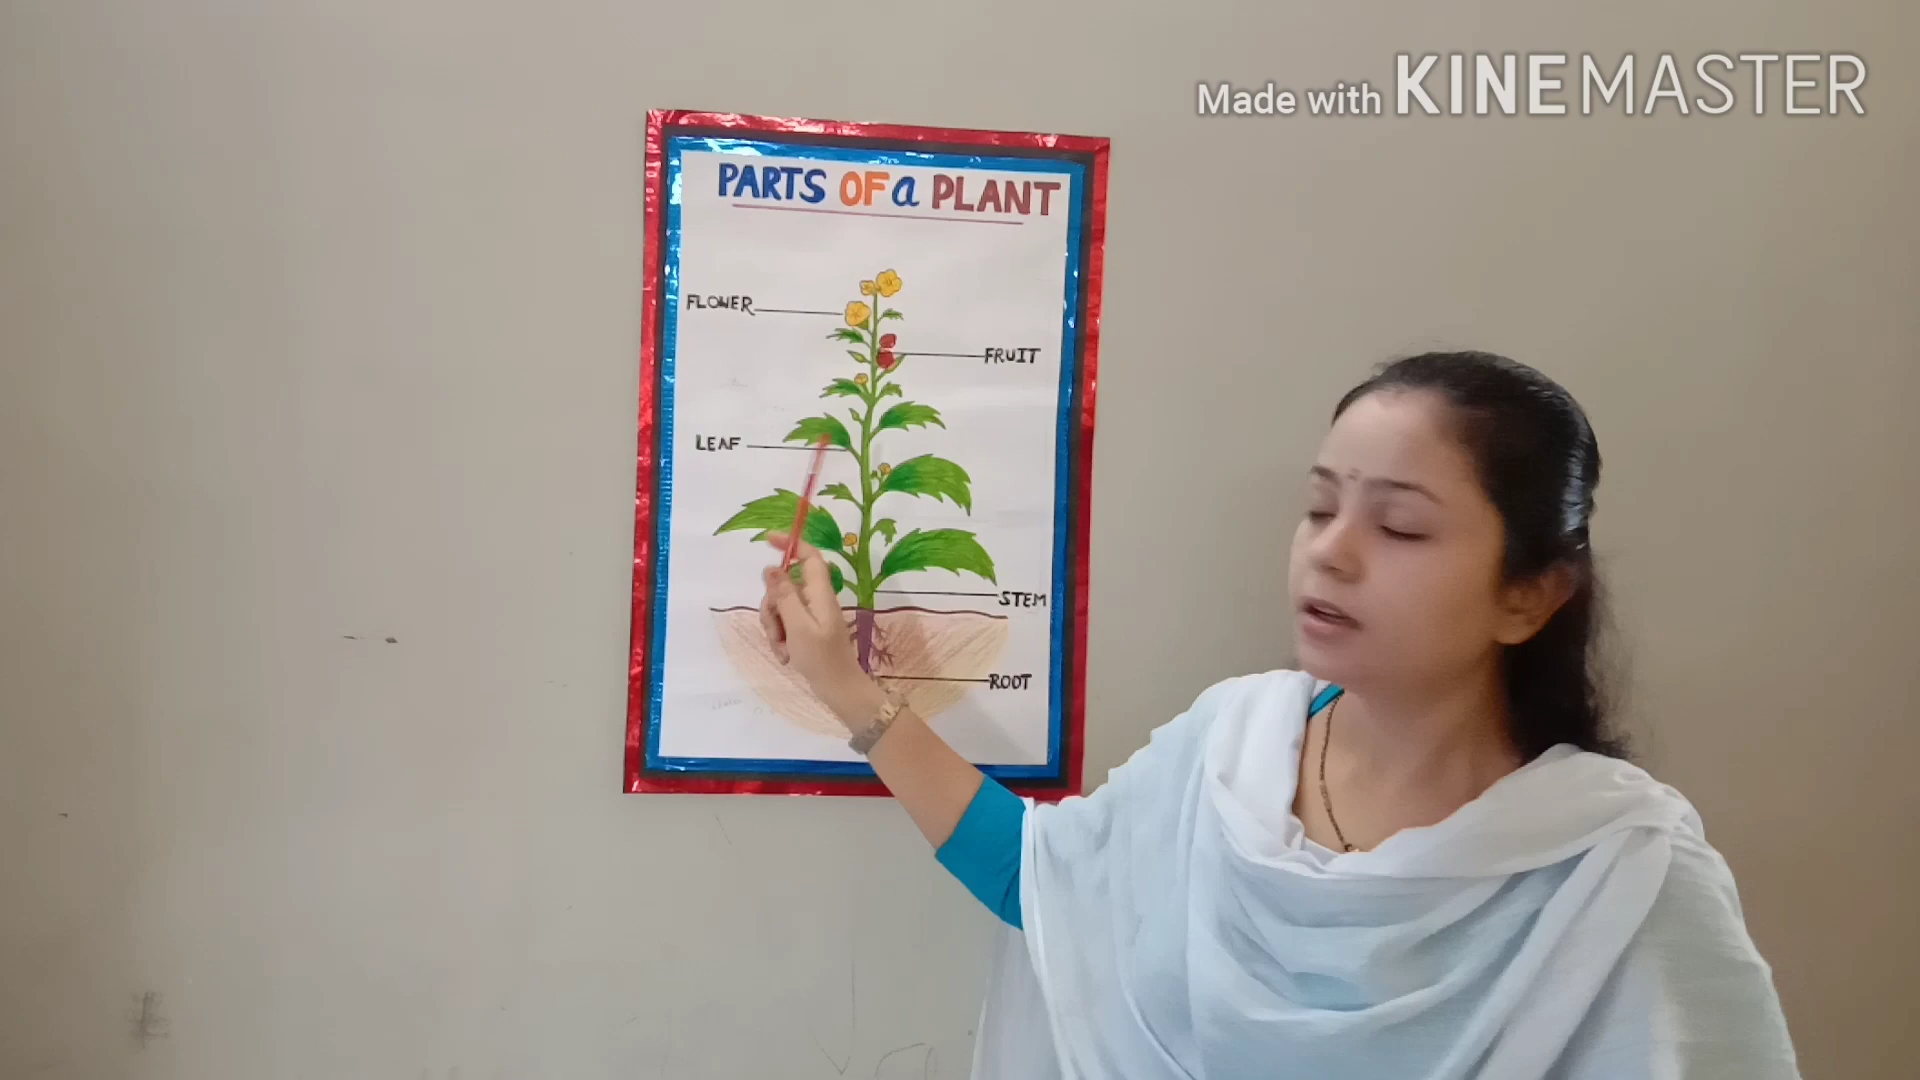 Made with KINEMASTER
PARTS OF a PLANT
FLOWER
FRUIT
LEAF
STEM
ROOT